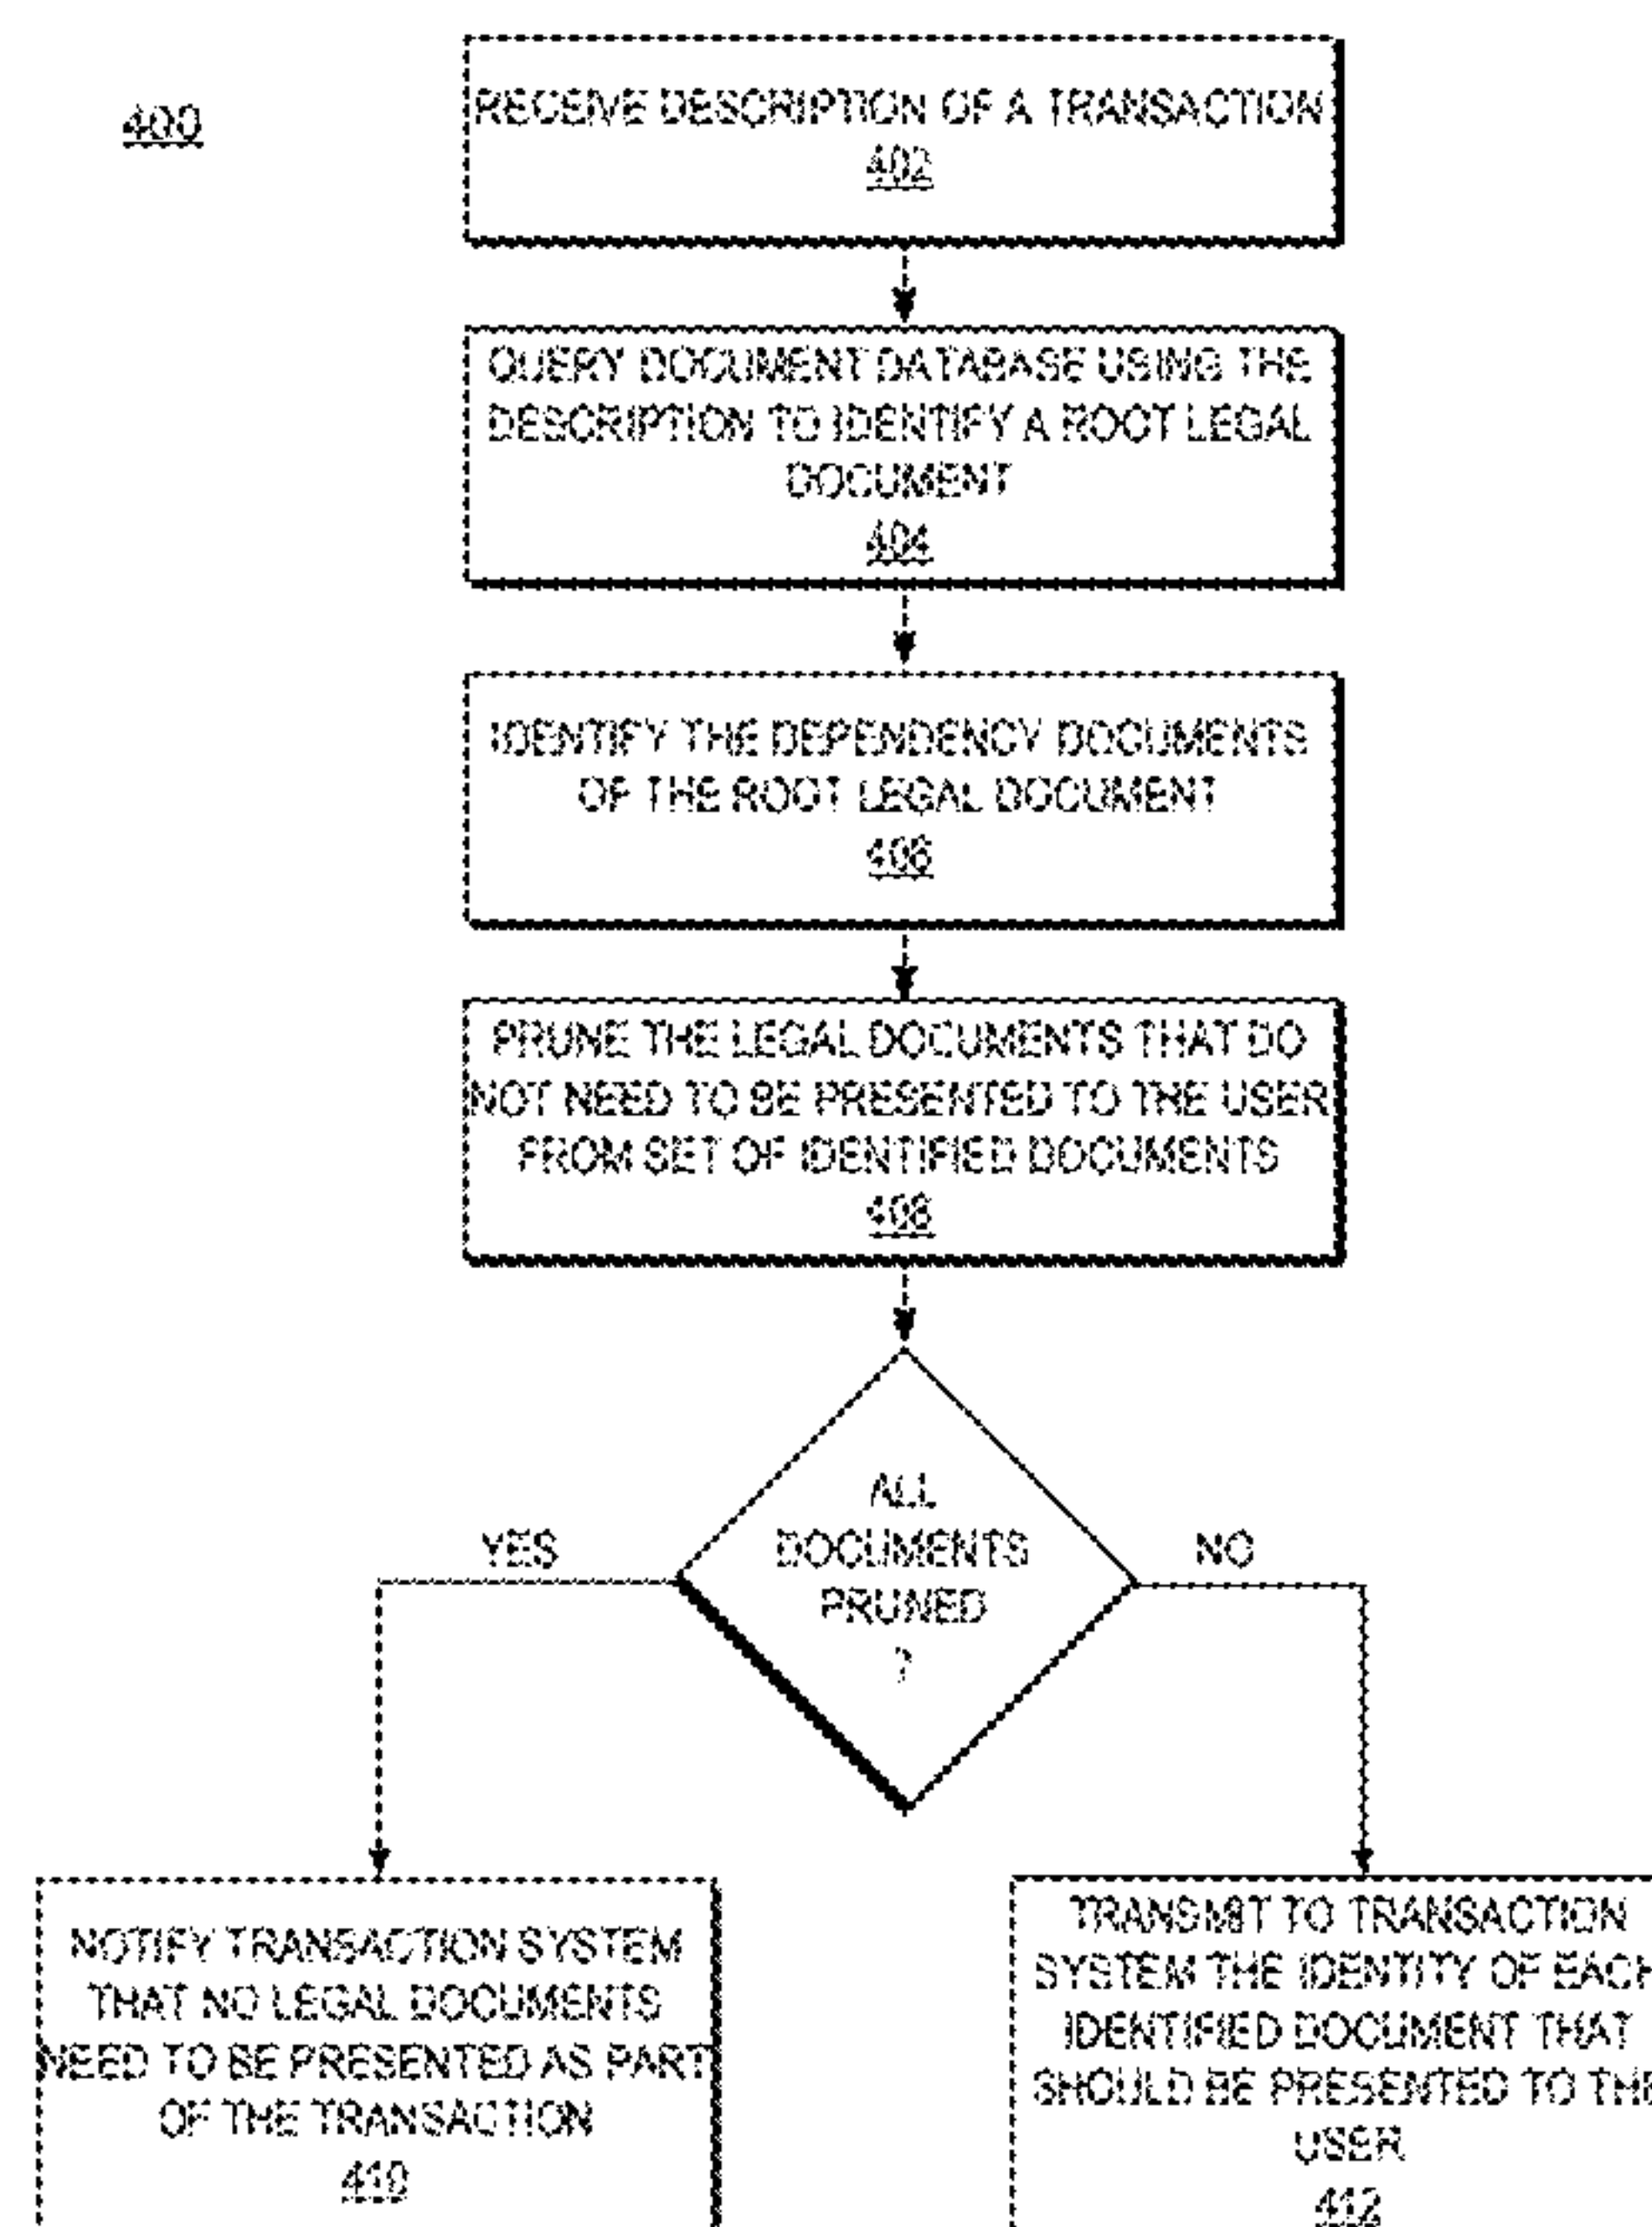 400
RECEIVE DESCRIPTION OF A TRANSACTION
402
QUERY DOCUMENT DATABASE USING THE
DESCRIPTION TO IDENTIFY A ROOT LEGAL
DOCUMENT
404
IDENTIFY THE DEPENDENCY DOCUMENTS
OF THE ROOT LEGAL DOCUMENT
406
PRUNE THE LEGAL DOCUMENTS THAT DO
NOT NEED TO BE PRESENTED TO THE USER
FROM SET OF IDENTIFIED DOCUMENTS
408
ALL
DOCUMENTS
PRUNED
?
YES
NO
NOTIFY TRANSACTION SYSTEM
THAT NO LEGAL DOCUMENTS
NEED TO BE PRESENTED AS PART
OF THE TRANSACTION
410
TRANSMIT TO TRANSACTION
SYSTEM THE IDENTITY OF EACH
IDENTIFIED DOCUMENT THAT
SHOULD BE PRESENTED TO THE
USER
412